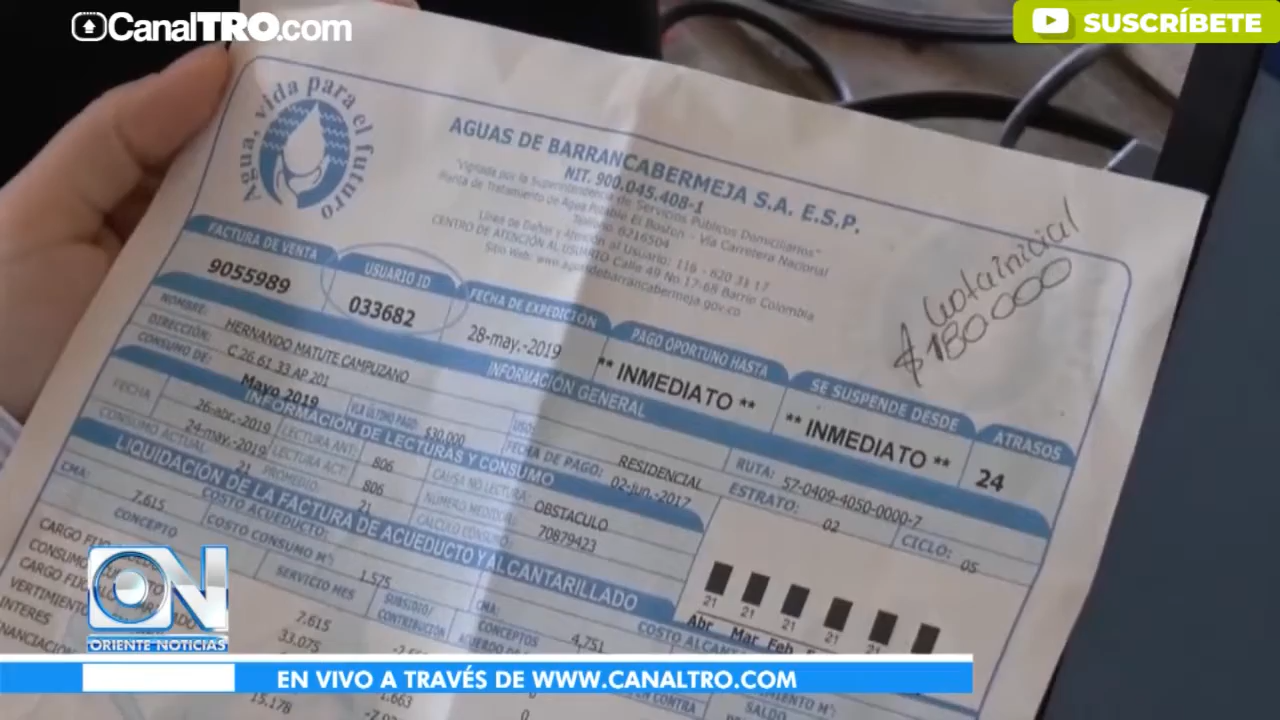 CanalTRO.com
SUSCRÍBETE
Agua, vida para el futuro
AGUAS DE BARRANCABERMEJA S.A. E.S.P.
NIT. 900.045.408-1
"Vigilada por la Superintendencia de Servicios Públicos Domiciliarios"
Planta de Tratamiento de Agua Potable El Boston - Vía Carretera Nacional
Teléfono 6216504
Línea de Daños y Atención al Usuario: 116 - 620 31 17
CENTRO DE ATENCIÓN AL USUARIO Calle 49 No. 17-68 Barrio Colombia
Sitio Web: www.aguasdebarrancabermeja.gov.co
Cuota inicial
$ 180000
FACTURA DE VENTA
9055989
USUARIO ID
033682
FECHA DE EXPEDICIÓN
28-may.-2019
PAGO OPORTUNO HASTA
** INMEDIATO **
SE SUSPENDE DESDE
** INMEDIATO **
ATRASOS
24
INFORMACIÓN GENERAL
NOMBRE: HERNANDO MATUTE CAMPUZANO
DIRECCIÓN: C 26 61 33 AP 201
CONSUMO DE: Mayo 2019
VLR ÚLTIMO PAGO: $30,000
USO: RESIDENCIAL
FECHA DE PAGO: 02-jun.-2017
RUTA: 57-0409-4050-0000-7
ESTRATO: 02
CICLO: 05
INFORMACIÓN DE LECTURAS Y CONSUMO
FECHA 26-abr.-2019 LECTURA ANT: 806
24-may.-2019 LECTURA ACT: 806
CONSUMO ACTUAL: 21 PROMEDIO 21
CAUSA NO LECTURA: OBSTACULO
NUMERO MEDIDOR: 70879423
CALCULO CONSUMO:
21 21 21 21 21 21
Abr Mar Feb
LIQUIDACIÓN DE LA FACTURA DE ACUEDUCTO Y ALCANTARILLADO
CMA: 7,615
COSTO ACUEDUCTO:
COSTO CONSUMO M³: 1.575
CMA: 4,751
COSTO
CONCEPTO
SERVICIO MES
SUBSIDIO/
CONTRIBUCIÓN
CONCEPTOS
CARGO FIJO
CONSUMO
CARGO FIJO
VERTIMIENTO
INTERES
7.615
33.075
1.663
15.178
0
0
SALDO
ON
ORIENTE NOTICIAS
EN VIVO A TRAVÉS DE WWW.CANALTRO.COM